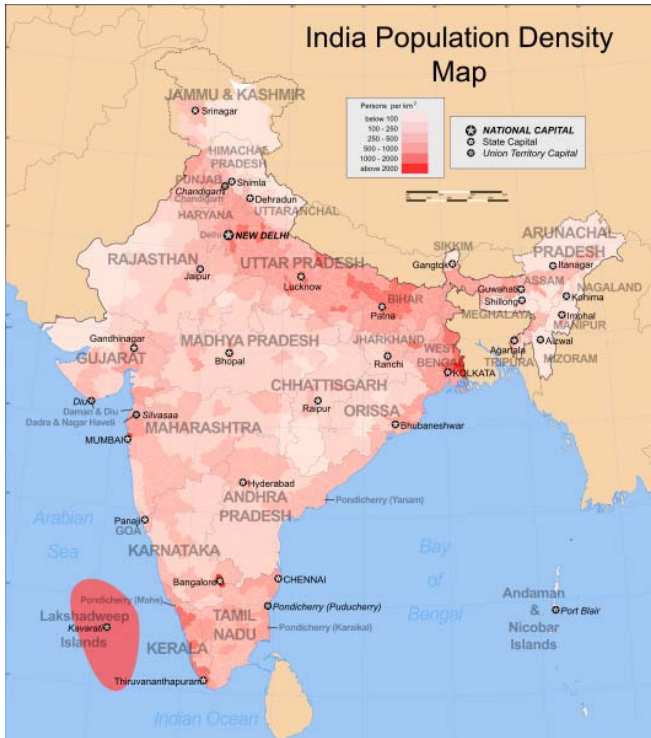 India Population Density
Map
Persons per km²
below 100
100 - 250
250 - 500
500 - 1000
1000 - 2000
above 2000
NATIONAL CAPITAL
State Capital
Union Territory Capital
JAMMU & KASHMIR
Srinagar
HIMACHAL
PRADESH
PUNJAB
Shimla
Chandigarh
Chandigarh
Dehradun
UTTARANCHAL
HARYANA
Delhi
NEW DELHI
ARUNACHAL
PRADESH
SIKKIM
RAJASTHAN
UTTAR PRADESH
Gangtok
Itanagar
Jaipur
Lucknow
ASSAM
NAGALAND
BIHAR
Guwahati
Kohima
Patna
Shillong
MEGHALAYA
Imphal
MANIPUR
Gandhinagar
MADHYA PRADESH
JHARKHAND
WEST
BENGAL
Agartala
Aizwal
GUJARAT
Bhopal
Ranchi
TRIPURA
MIZORAM
KOLKATA
CHHATTISGARH
Diu
Raipur
ORISSA
Daman & Diu
Silvasaa
Dadra & Nagar Haveli
MAHARASHTRA
Bhubaneshwar
MUMBAI
Hyderabad
ANDHRA
PRADESH
Pondicherry (Yanam)
Arabian
Sea
Panaji
GOA
KARNATAKA
Bay
of
Bengal
Bangalore
CHENNAI
Pondicherry (Mahe)
Pondicherry (Puducherry)
Lakshadweep
Islands
Kavarati
TAMIL
NADU
Pondicherry (Karaikal)
Andaman
&
Nicobar
Islands
Port Blair
KERALA
Thiruvananthapuram
Indian Ocean